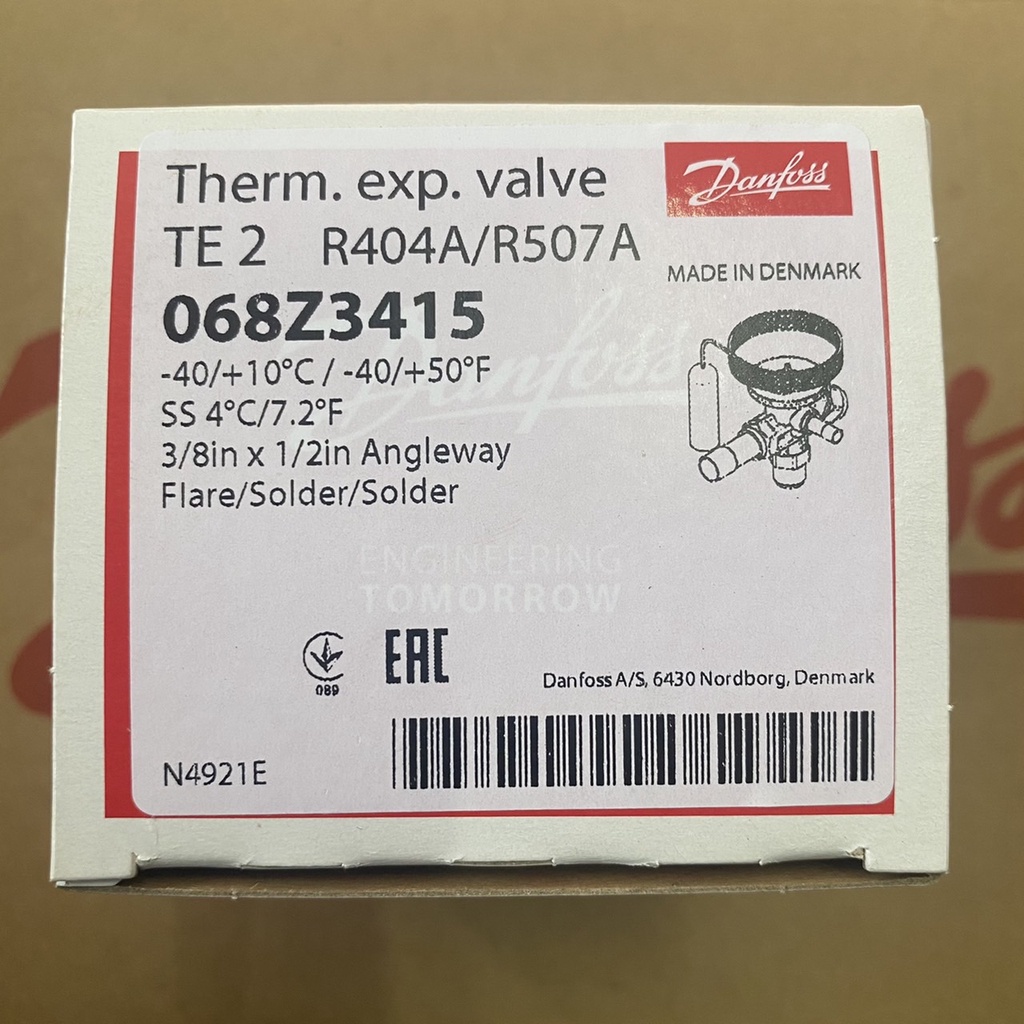 Therm. exp. valve
Danfoss
TE 2 R404A/R507A
MADE IN DENMARK
068Z3415
-40/+10°C / -40/+50°F
SS 4°C/7.2°F
3/8in x 1/2in Angleway
Flare/Solder/Solder
Danfoss
ENGINEERING
TOMORROW
089
EAC
Danfoss A/S, 6430 Nordborg, Denmark
N4921E